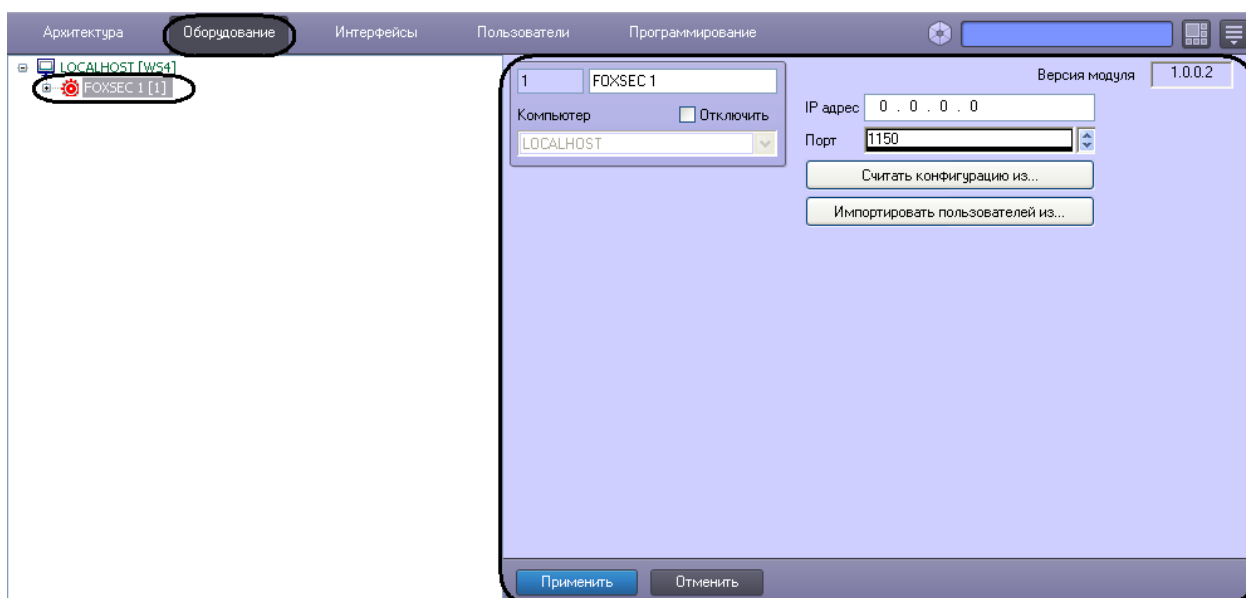 Архитектура Оборудование Интерфейсы Пользователи Программирование
LOCALHOST [WS4]
FOXSEC 1 [1]
1 FOXSEC 1
Компьютер Отключить
LOCALHOST
Версия модуля 1.0.0.2
IP адрес 0 . 0 . 0 . 0
Порт 1150
Считать конфигурацию из...
Импортировать пользователей из...
Применить Отменить